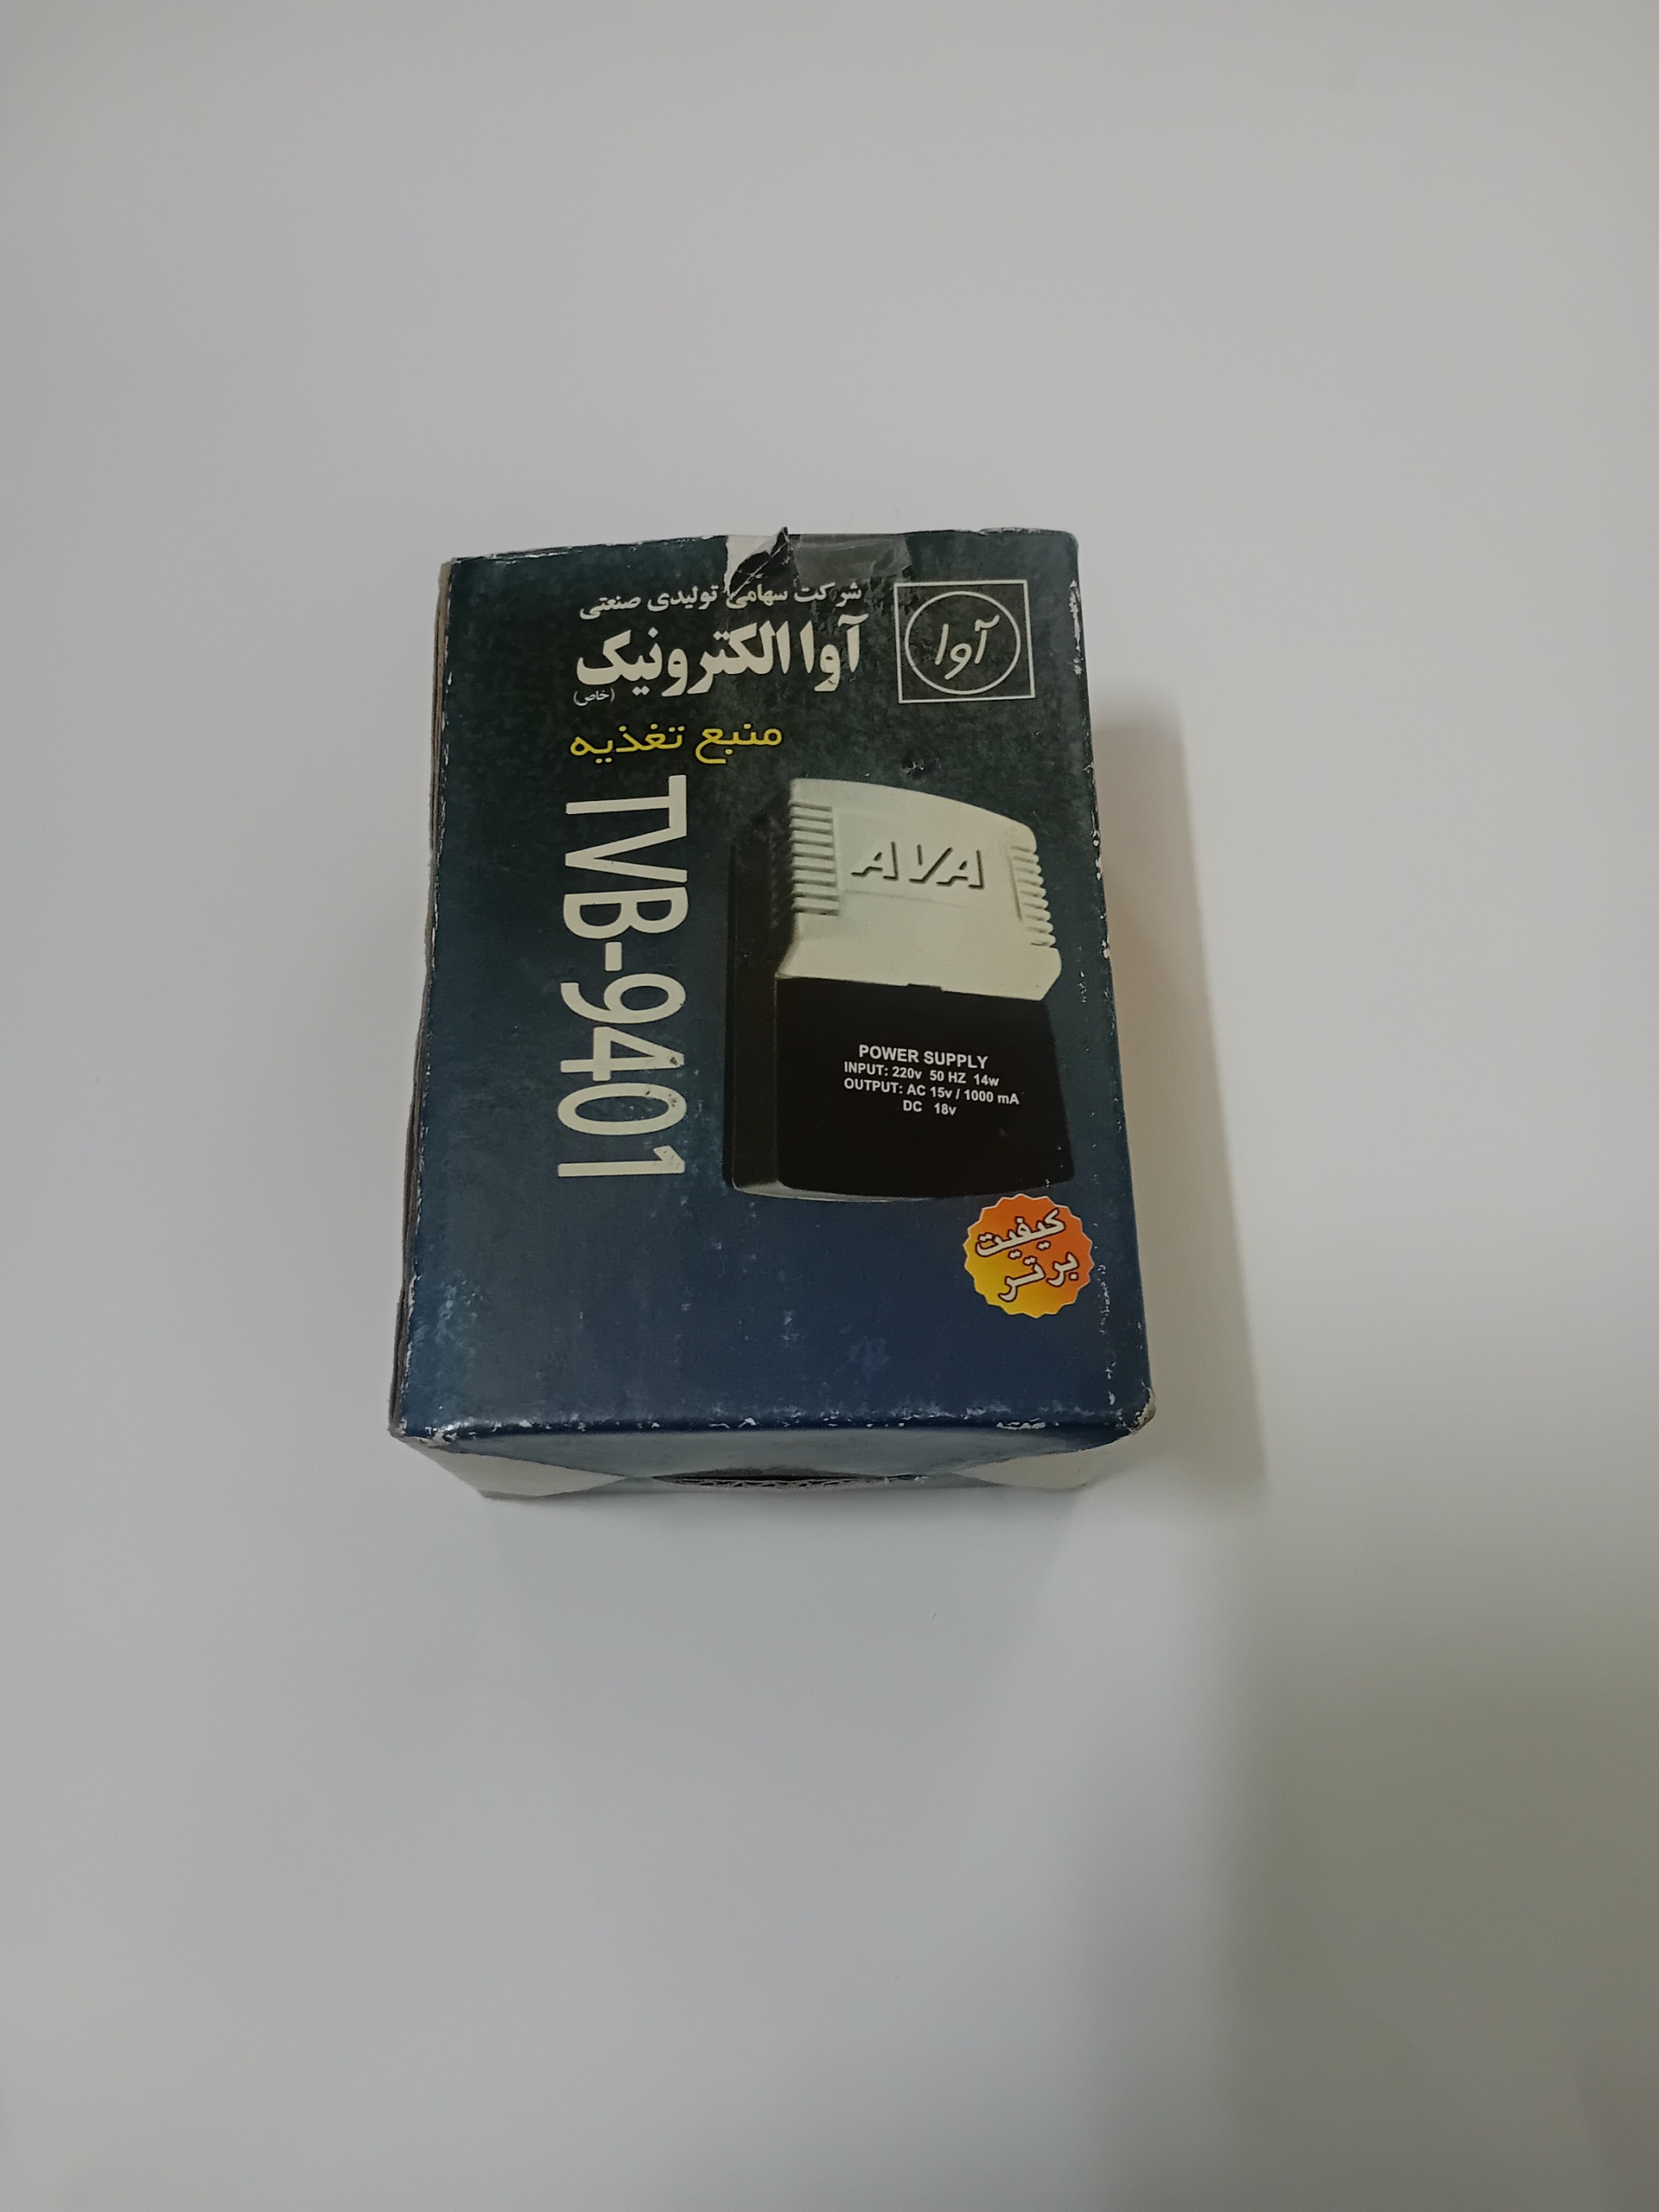 آوا
شرکت سهامی تولیدی صنعتی
آوا الکترونیک
(خاص)
منبع تغذیه
TVB-9401
AVA
POWER SUPPLY
INPUT: 220v 50 HZ 14w
OUTPUT: AC 15v / 1000 mA
DC 18v
کیفیت
برتر